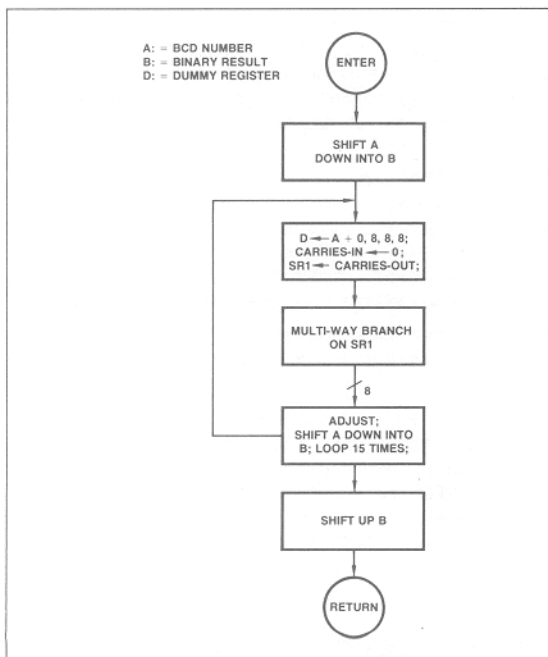 A: = BCD NUMBER
B: = BINARY RESULT
D: = DUMMY REGISTER
ENTER
SHIFT A
DOWN INTO B
D ← A + 0, 8, 8, 8;
CARRIES-IN ← 0;
SR1 ← CARRIES-OUT;
MULTI-WAY BRANCH
ON SR1
8
ADJUST;
SHIFT A DOWN INTO
B; LOOP 15 TIMES;
SHIFT UP B
RETURN